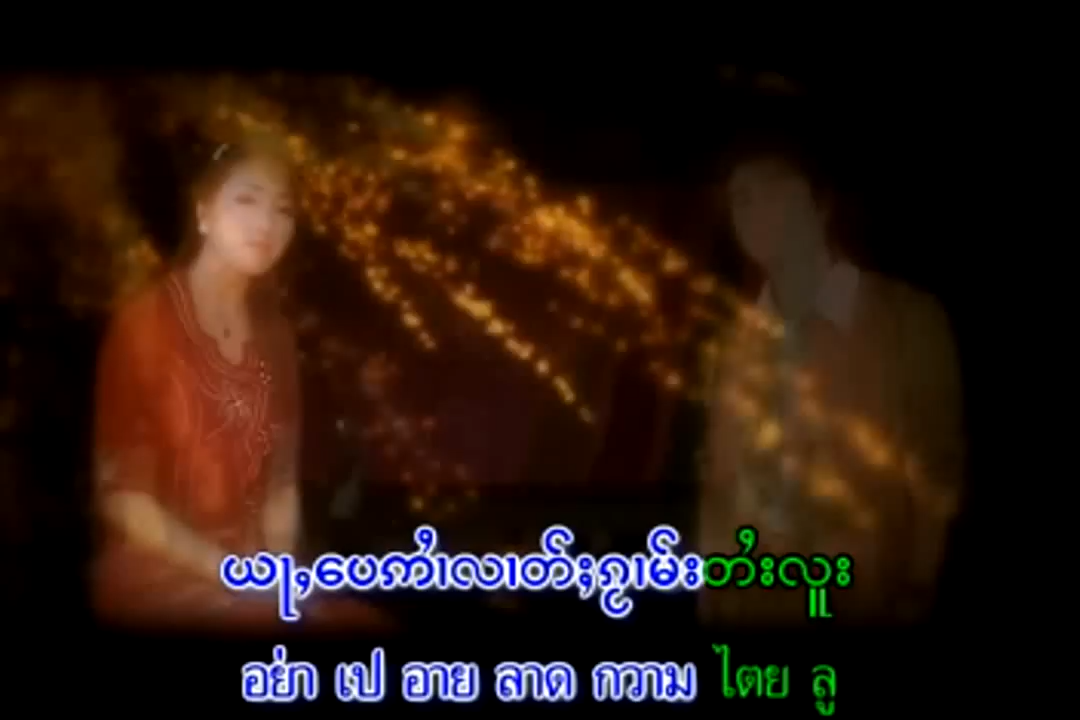 ယႃႇပေဢၢႆလၢတ်ႈၵႂၢမ်းတႆးလူး
อย่า เป อาย ลาด กวาม ไตย ลู